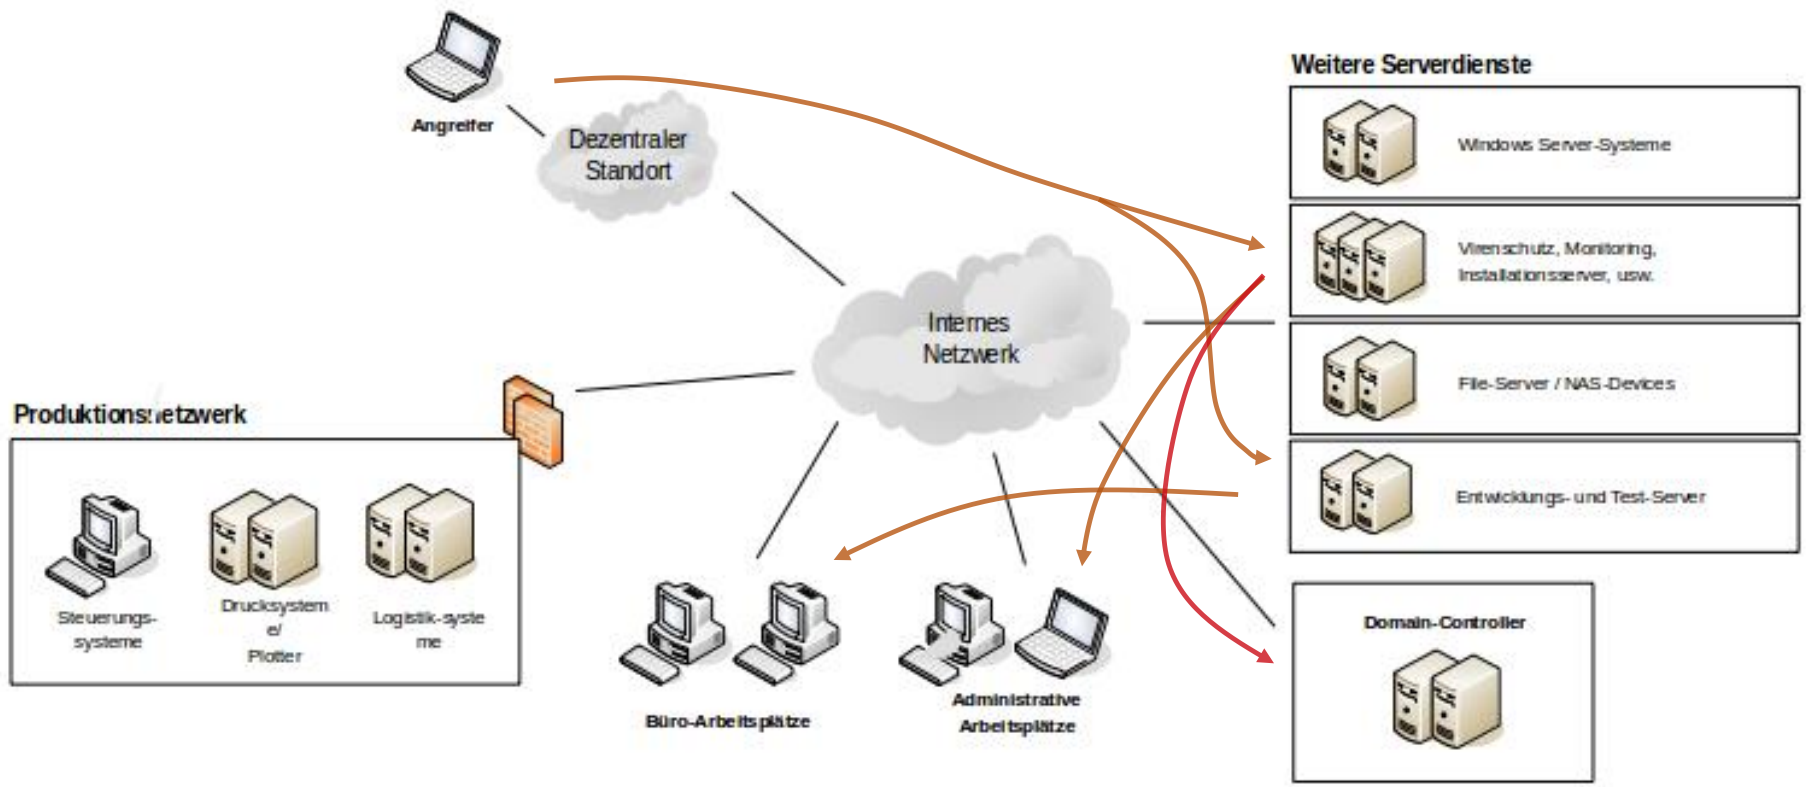 Angreifer
Dezentraler
Standort
Weitere Serverdienste
Windows Server-Systeme
Virenschutz, Monitoring,
Installationsserver, usw.
File-Server / NAS-Devices
Entwicklungs- und Test-Server
Internes
Netzwerk
Produktionsnetzwerk
Steuerungs-
systeme
Drucksystem
e/
Plotter
Logistik-syste
me
Büro-Arbeitsplätze
Administrative
Arbeitsplätze
Domain-Controller